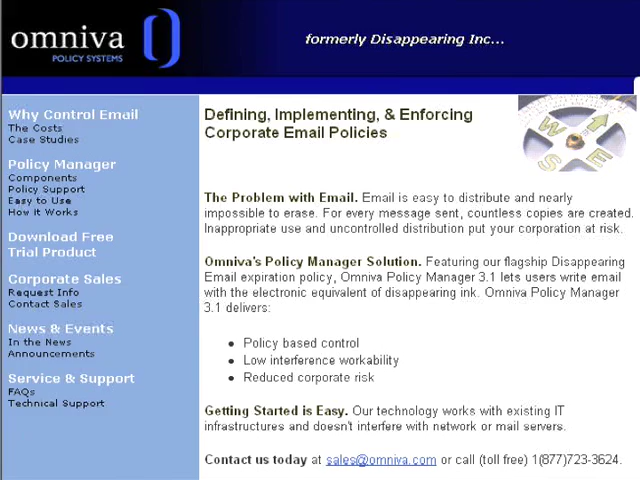 omniva
POLICY SYSTEMS
formerly Disappearing Inc...
Why Control Email
The Costs
Case Studies
Policy Manager
Components
Policy Support
Easy to Use
How It Works
Download Free
Trial Product
Corporate Sales
Request Info
Contact Sales
News & Events
In the News
Announcements
Service & Support
FAQs
Technical Support
Defining, Implementing, & Enforcing
Corporate Email Policies
W
S
E
The Problem with Email. Email is easy to distribute and nearly
impossible to erase. For every message sent, countless copies are created.
Inappropriate use and uncontrolled distribution put your corporation at risk.
Omniva's Policy Manager Solution. Featuring our flagship Disappearing
Email expiration policy, Omniva Policy Manager 3.1 lets users write email
with the electronic equivalent of disappearing ink. Omniva Policy Manager
3.1 delivers:
● Policy based control
● Low interference workability
● Reduced corporate risk
Getting Started is Easy. Our technology works with existing IT
infrastructures and doesn't interfere with network or mail servers.
Contact us today at sales@omniva.com or call (toll free) 1(877)723-3624.